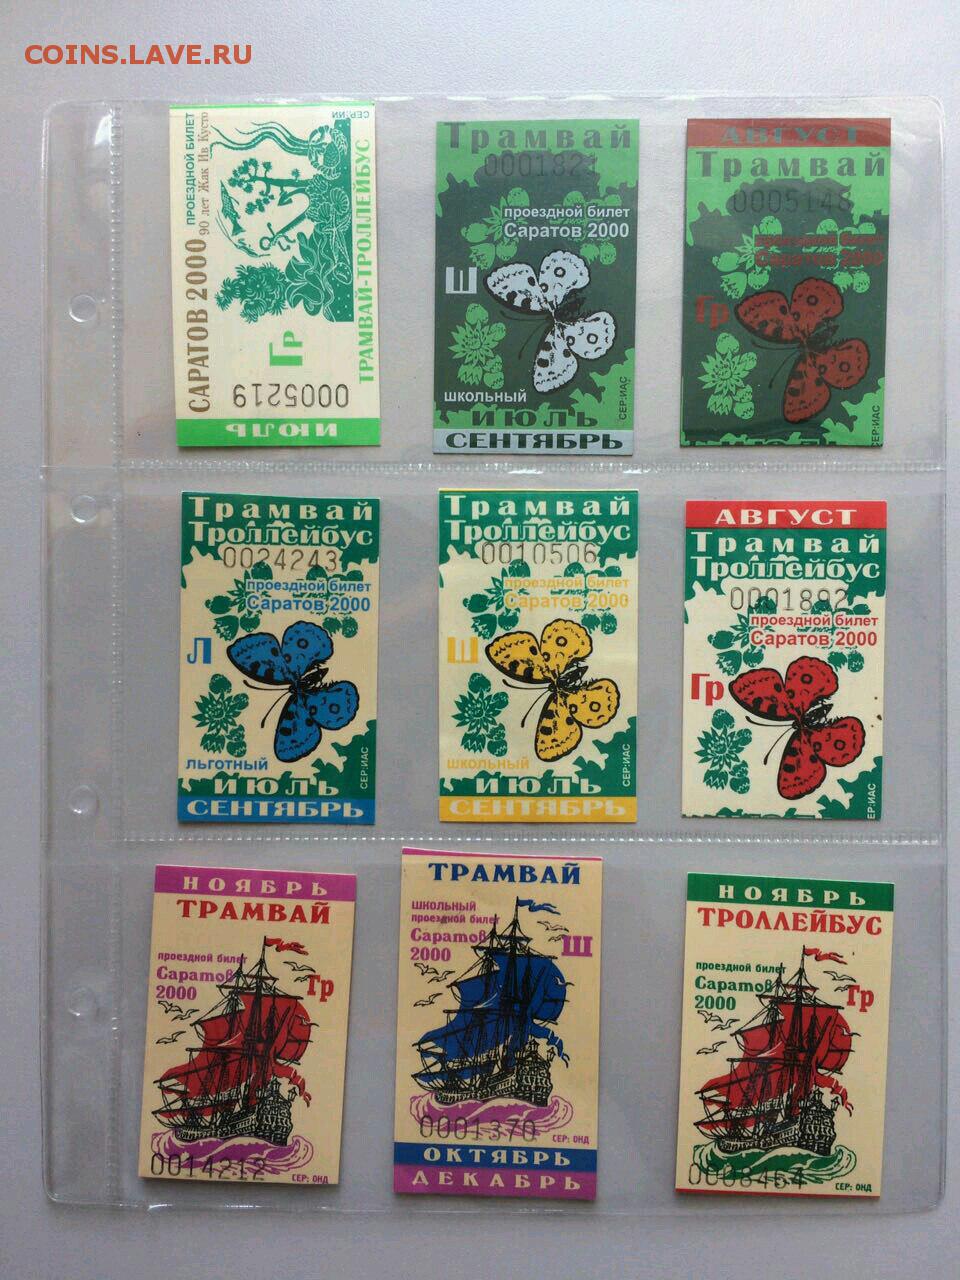 COINS.LAVE.RU
САРАТОВ 2000
ПРОЕЗДНОЙ БИЛЕТ
90 лет Жак Ив Кусто
Гр
0005219
ТРАМВАЙ-ТРОЛЛЕЙБУС
СЕР:ИИ
ИЮЛЬ
Трамвай
000182
проездной билет
Саратов 2000
Ш
школьный
СЕР:ИАС
ИЮЛЬ
СЕНТЯБРЬ
АВГУСТ
Трамвай
0005148
проездной билет
Саратов 2000
Гр
СЕР:ИАС
Трамвай
Троллейбус
0024243
проездной билет
Саратов 2000
Л
льготный
СЕР:ИАС
ИЮЛЬ
СЕНТЯБРЬ
Трамвай
Троллейбус
0010506
проездной билет
Саратов 2000
Ш
школьный
СЕР:ИАС
ИЮЛЬ
СЕНТЯБРЬ
АВГУСТ
Трамвай
Троллейбус
0001892
проездной билет
Саратов 2000
Гр
СЕР:ИАС
НОЯБРЬ
ТРАМВАЙ
проездной билет
Саратов
2000
Гр
0014212
СЕР: ОНД
ТРАМВАЙ
ШКОЛЬНЫЙ
проездной билет
Саратов
2000
Ш
0001370
СЕР: ОНД
ОКТЯБРЬ
ДЕКАБРЬ
НОЯБРЬ
ТРОЛЛЕЙБУС
проездной билет
Саратов
2000
Гр
0008464
СЕР: ОНД